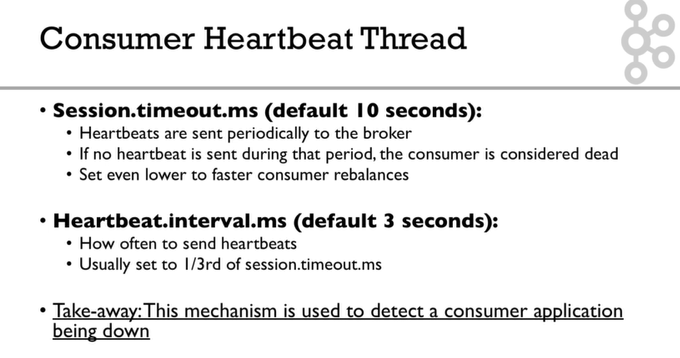 Consumer Heartbeat Thread
• Session.timeout.ms (default 10 seconds):
• Heartbeats are sent periodically to the broker
• If no heartbeat is sent during that period, the consumer is considered dead
• Set even lower to faster consumer rebalances
• Heartbeat.interval.ms (default 3 seconds):
• How often to send heartbeats
• Usually set to 1/3rd of session.timeout.ms
• Take-away: This mechanism is used to detect a consumer application
being down